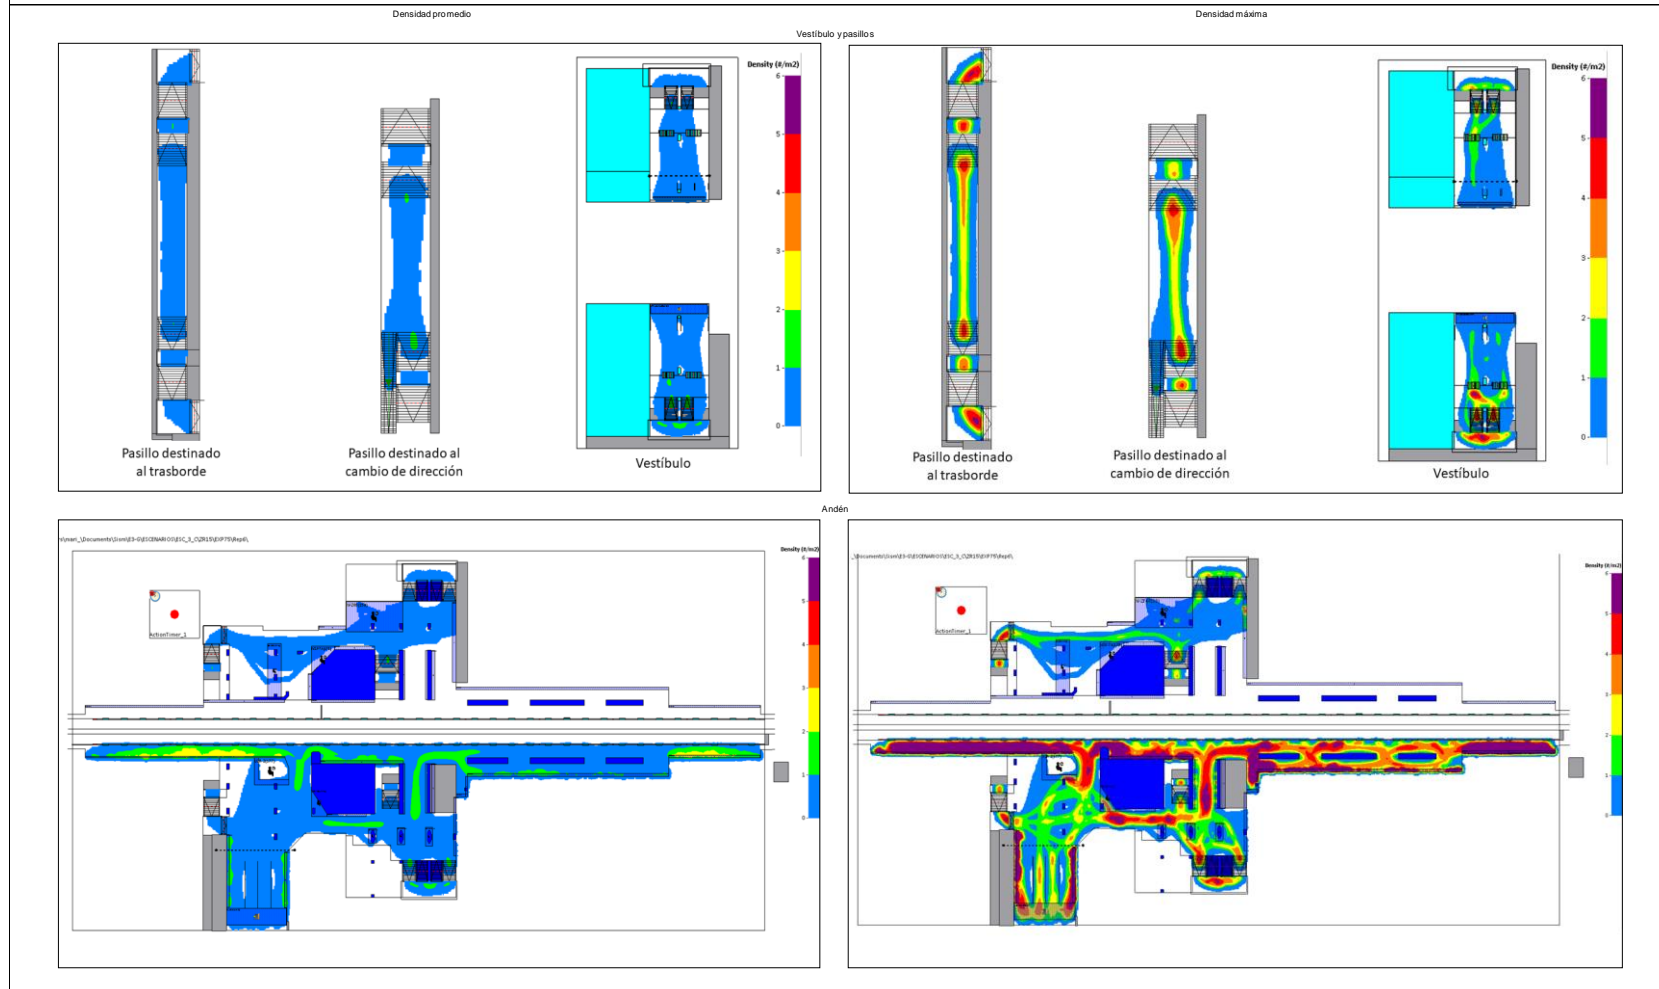 Densidad promedio
Densidad máxima
Vestíbulo y pasillos
Density (#/m2)
6
5
4
3
2
1
0
Pasillo destinado
al trasborde
Pasillo destinado al
cambio de dirección
Vestíbulo
Density (#/m2)
6
5
4
3
2
1
0
Pasillo destinado
al trasborde
Pasillo destinado al
cambio de dirección
Vestíbulo
Andén
Density (#/m2)
ActionTimer_1
Density (#/m2)
ActionTimer_1